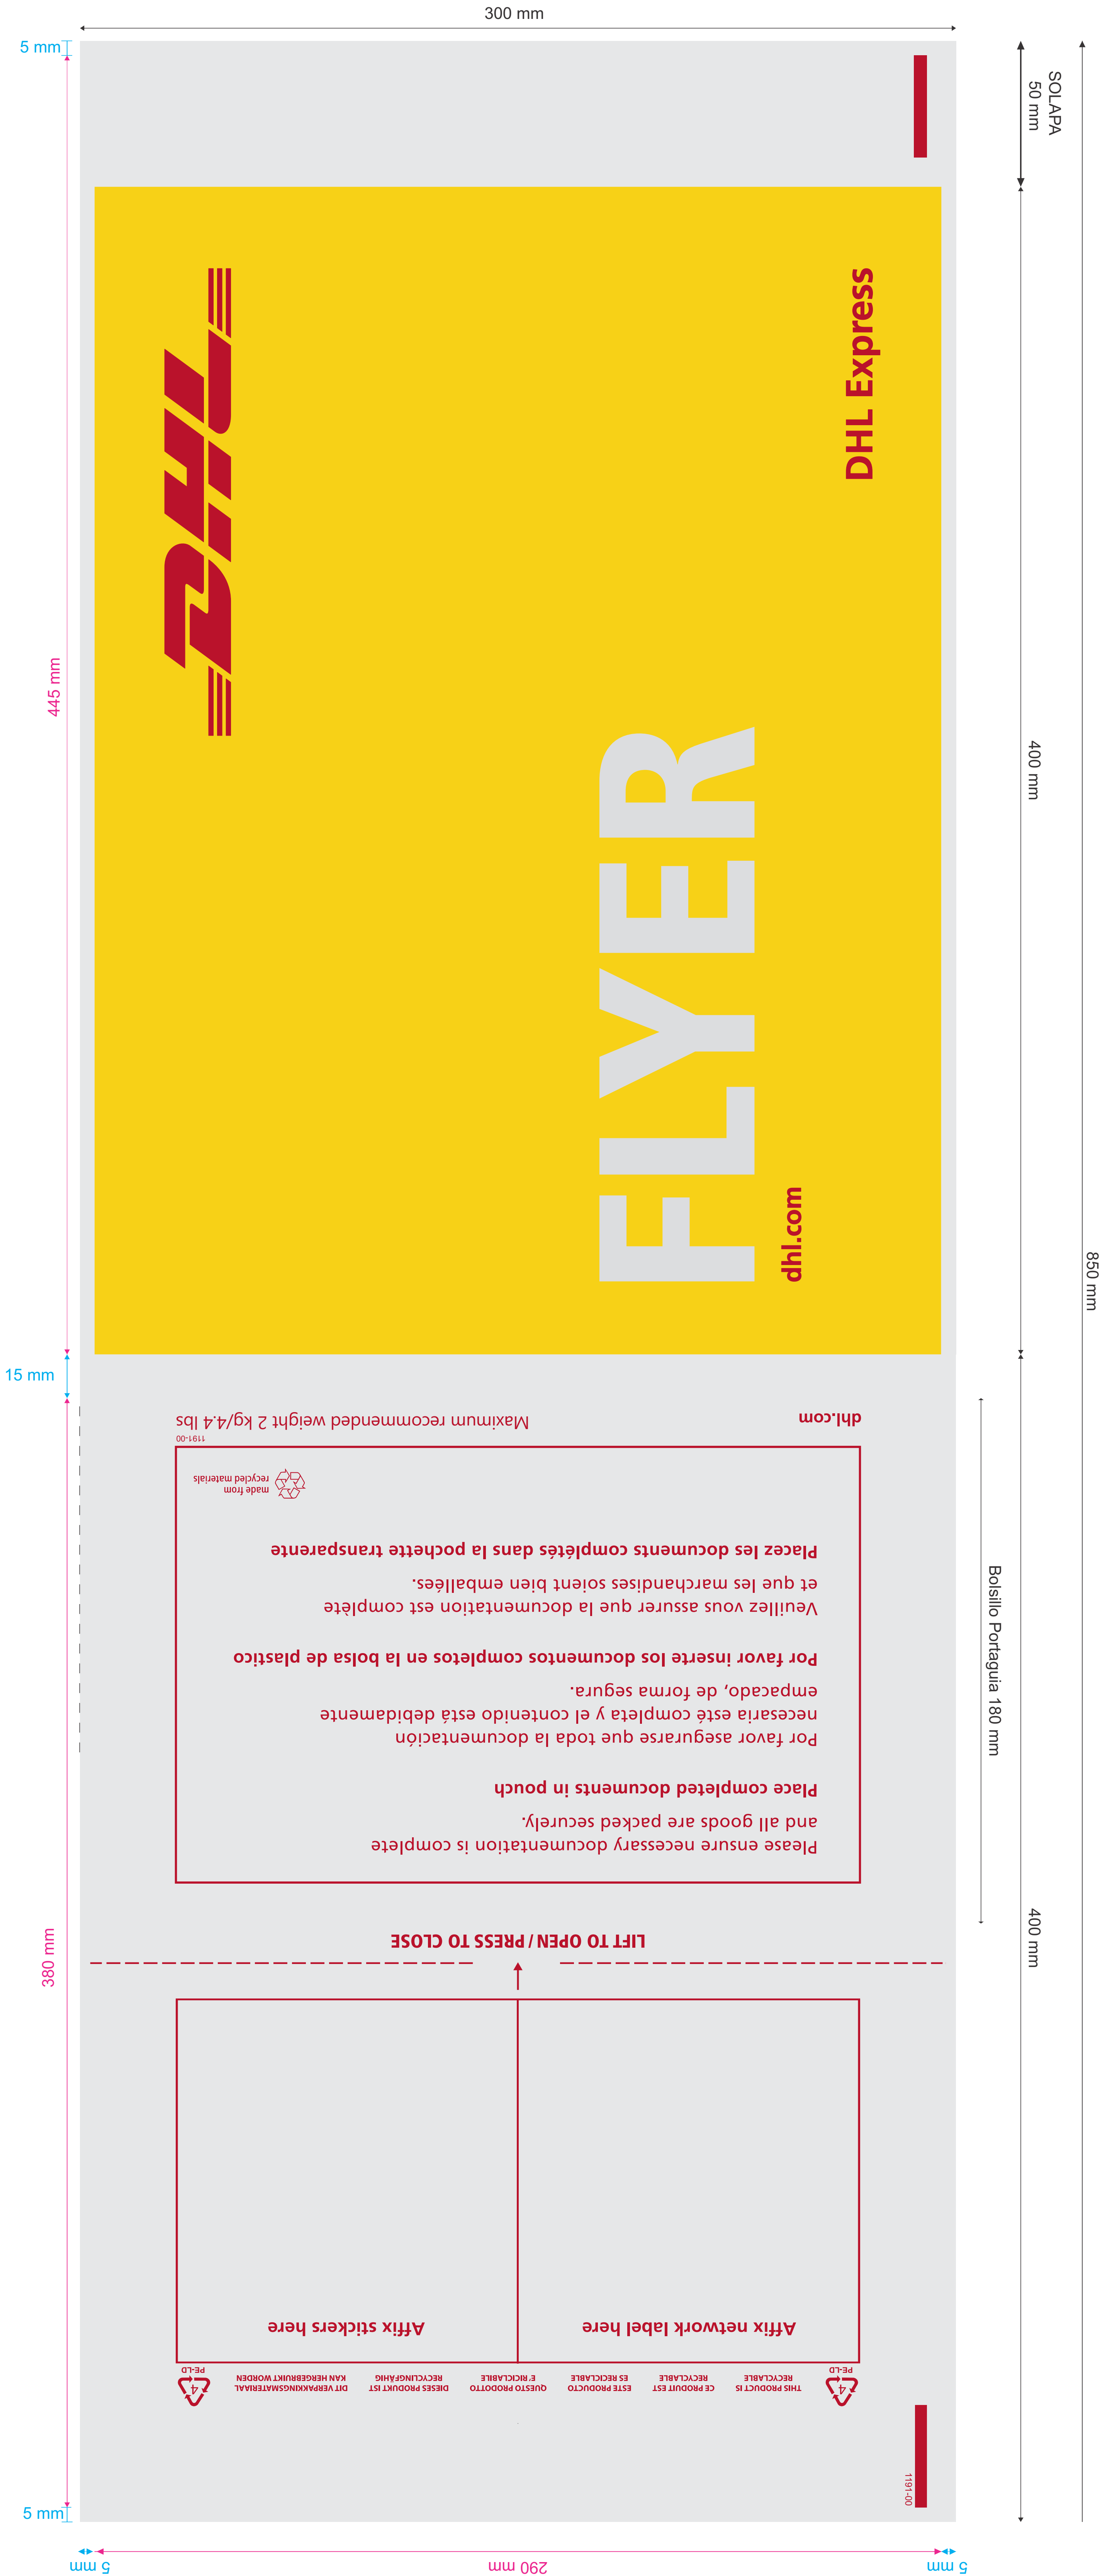 300 mm
5 mm
SOLAPA
50 mm
DHL
DHL Express
445 mm
400 mm
FLYER
dhl.com
850 mm
15 mm
Maximum recommended weight 2 kg/4.4 lbs
dhl.com
1191-00
made from
recycled materials
Bolsillo Portaguia 180 mm
Please ensure necessary documentation is complete
and all goods are packed securely.
Place completed documents in pouch
Por favor asegurarse que toda la documentación
necesaria esté completa y el contenido está debidamente
empacado, de forma segura.
Por favor inserte los documentos completos en la bolsa de plastico
Veuillez vous assurer que la documentation est complète
et que les marchandises soient bien emballées.
Placez les documents complétés dans la pochette transparente
380 mm
400 mm
LIFT TO OPEN / PRESS TO CLOSE
Affix network label here
Affix stickers here
4
PE-LD
THIS PRODUCT IS
RECYCLABLE
CE PRODUIT EST
RECYCLABLE
ESTE PRODUCTO
ES RECICLABLE
QUESTO PRODOTTO
E' RICICLABILE
DIESES PRODUKT IST
RECYCLINGFÄHIG
DIT VERPAKKINGSMATERIAAL
KAN HERGEBRUIKT WORDEN
4
PE-LD
1191-00
5 mm
5 mm
290 mm
5 mm